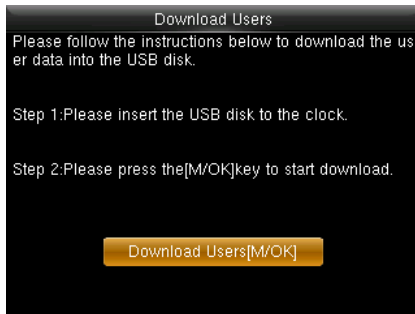 Download Users
Please follow the instructions below to download the us
er data into the USB disk.
Step 1:Please insert the USB disk to the clock.
Step 2:Please press the[M/OK]key to start download.
Download Users[M/OK]